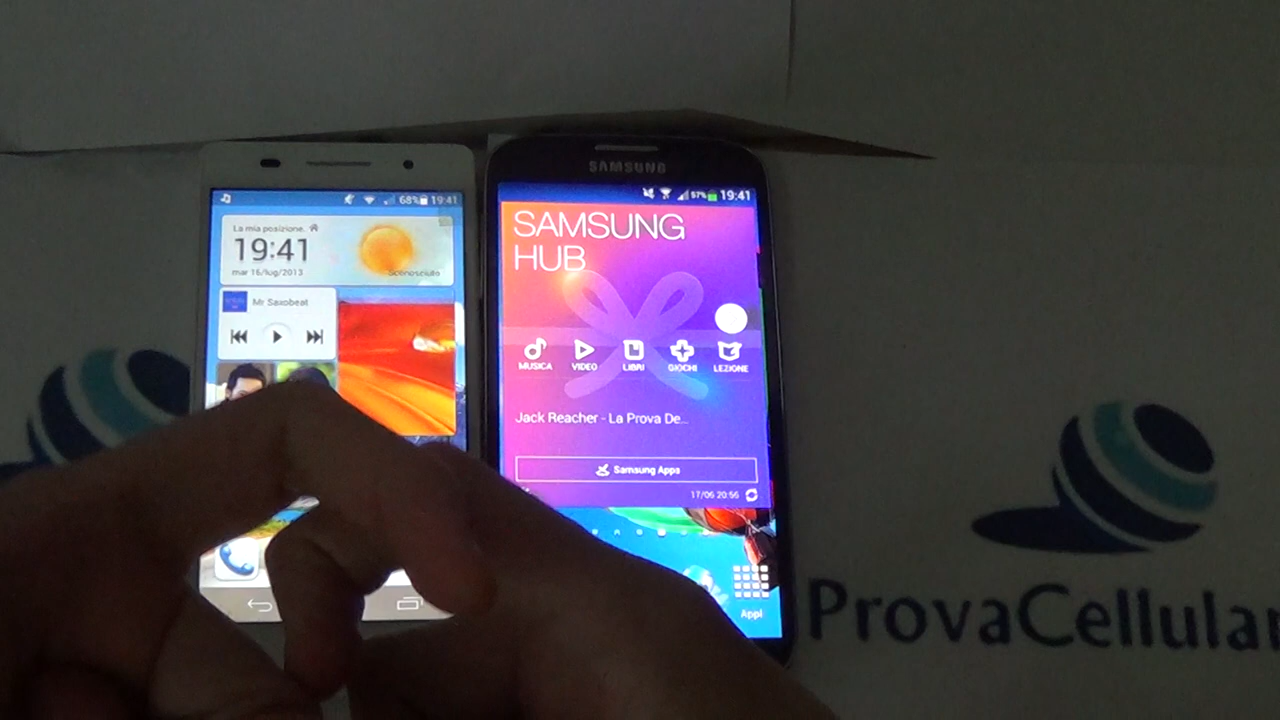 68% 19:41
La mia posizione.
19:41
mar 16/lug/2013
Sconosciuto
Mr Saxobeat
SAMSUNG
57% 19:41
SAMSUNG
HUB
MUSICA VIDEO LIBRI GIOCHI LEZIONE
Jack Reacher - La Prova De...
Samsung Apps
17/06 20:56
Appl
ProvaCellular